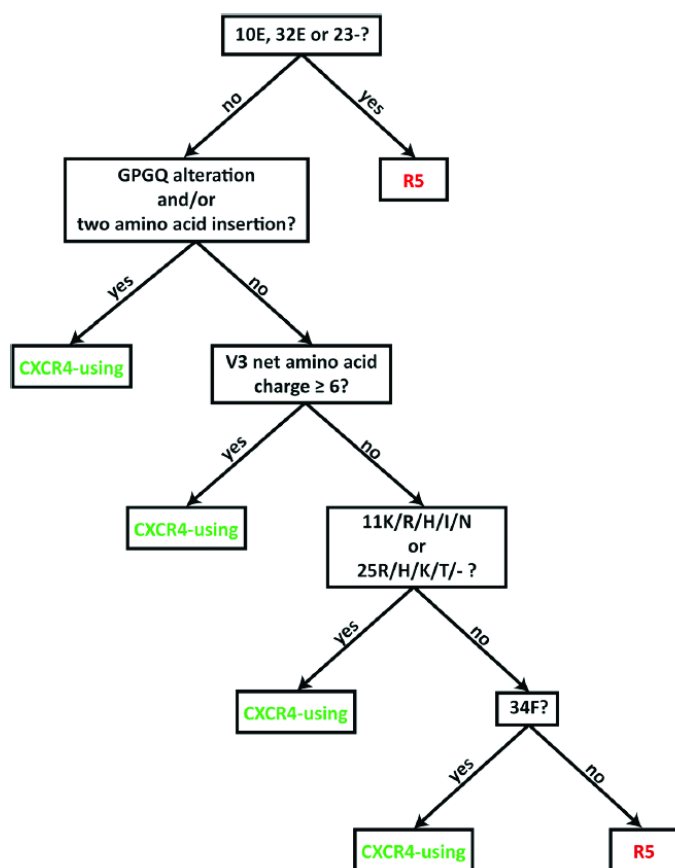 10E, 32E or 23-?
no
yes
GPGQ alteration
and/or
two amino acid insertion?
R5
yes
no
CXCR4-using
V3 net amino acid
charge ≥ 6?
yes
no
CXCR4-using
11K/R/H/I/N
or
25R/H/K/T/- ?
yes
no
CXCR4-using
34F?
yes
no
CXCR4-using
R5